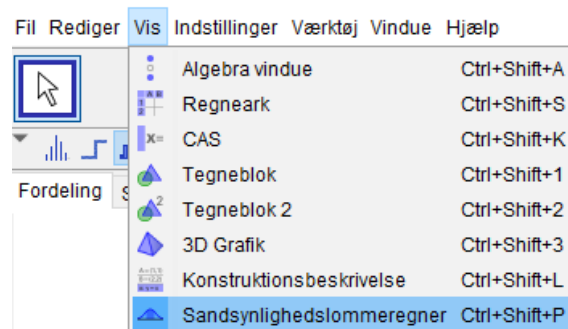 Fil Rediger Vis Indstillinger Værktøj Vindue Hjælp
Algebra vindue Ctrl+Shift+A
Regneark Ctrl+Shift+S
CAS Ctrl+Shift+K
Tegneblok Ctrl+Shift+1
Fordeling
Tegneblok 2 Ctrl+Shift+2
3D Grafik Ctrl+Shift+3
Konstruktionsbeskrivelse Ctrl+Shift+L
Sandsynlighedslommeregner Ctrl+Shift+P